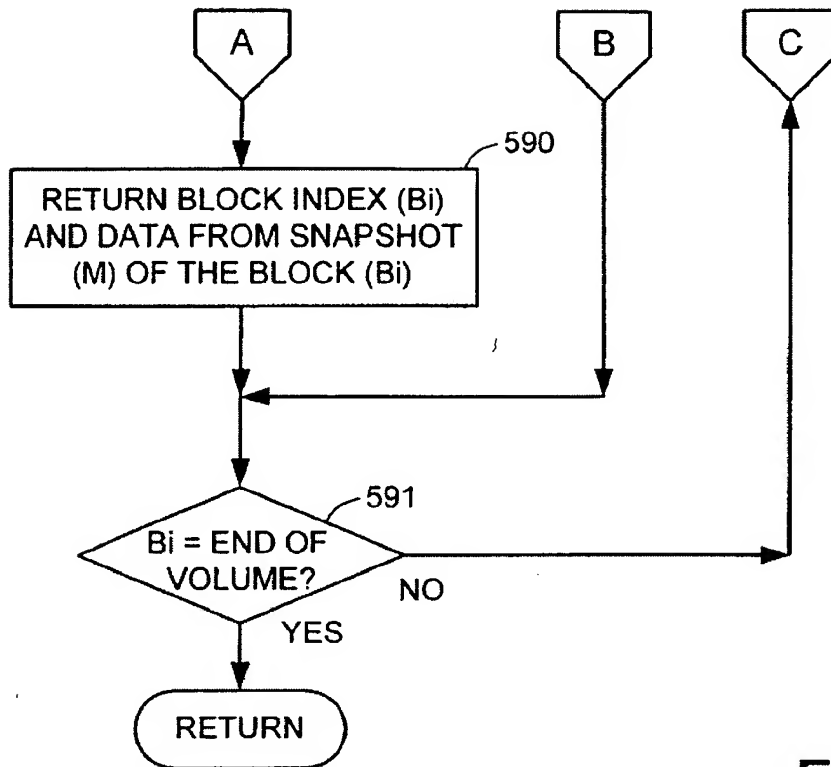 A
B
C
590
RETURN BLOCK INDEX (Bi)
AND DATA FROM SNAPSHOT
(M) OF THE BLOCK (Bi)
591
Bi = END OF
VOLUME?
NO
YES
RETURN